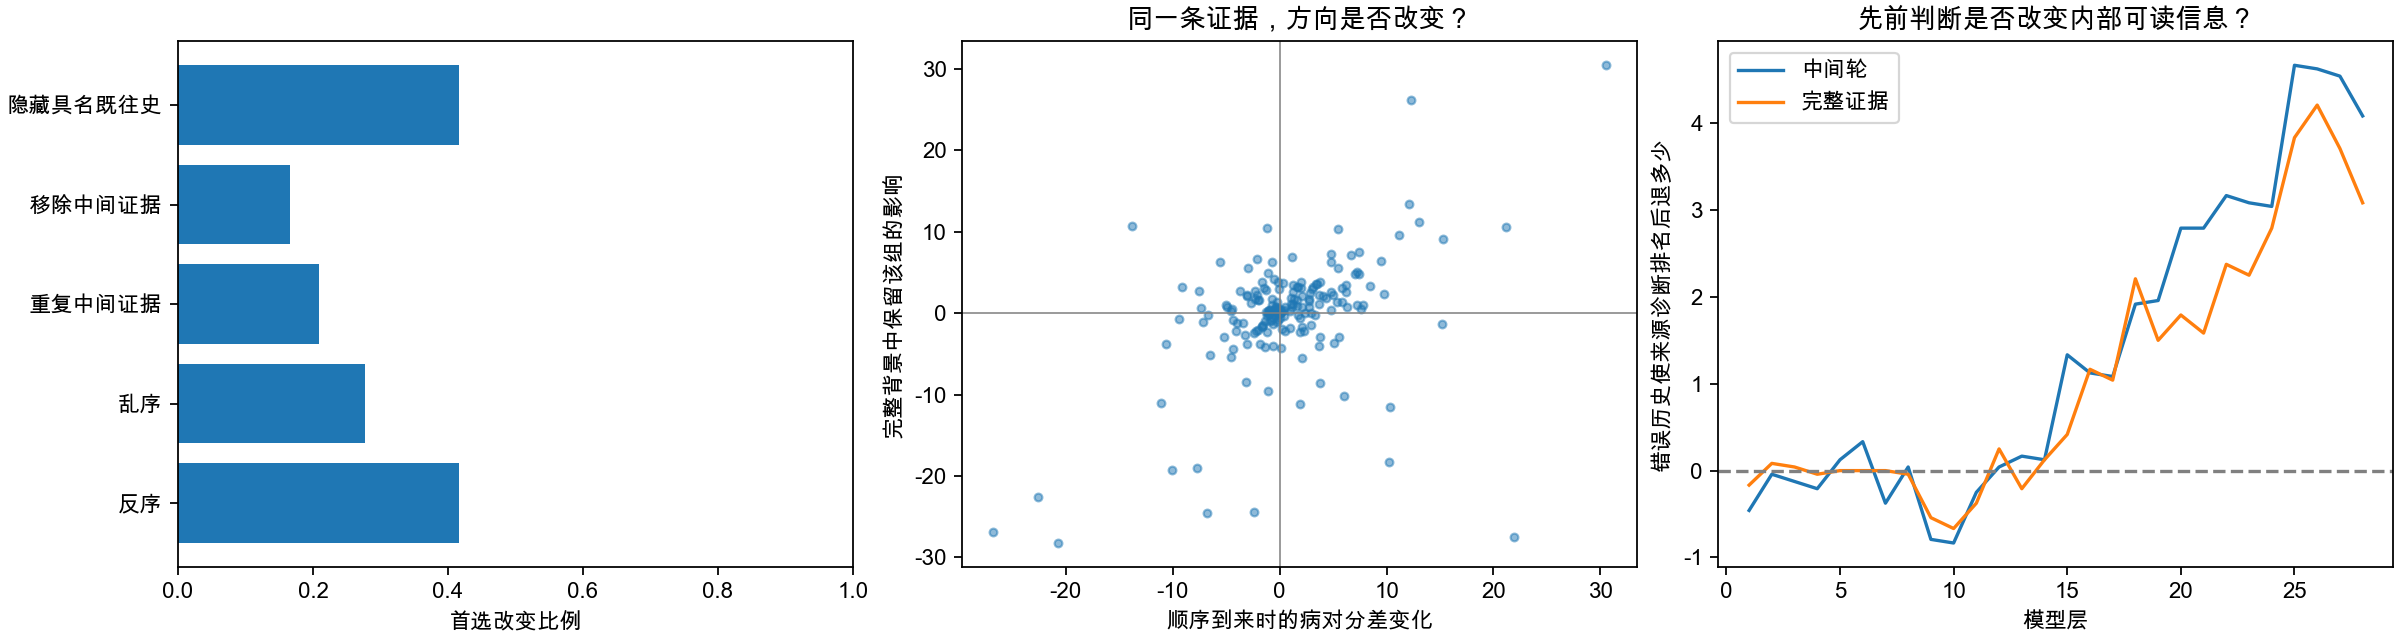 隐藏具名既往史
移除中间证据
重复中间证据
乱序
反序
0.0 0.2 0.4 0.6 0.8 1.0
首选改变比例
同一条证据，方向是否改变？
完整背景中保留该组的影响
30
20
10
0
-10
-20
-30
-20 -10 0 10 20 30
顺序到来时的病对分差变化
先前判断是否改变内部可读信息？
中间轮
完整证据
错误历史使来源诊断排名后退多少
4
3
2
1
0
-1
0 5 10 15 20 25
模型层